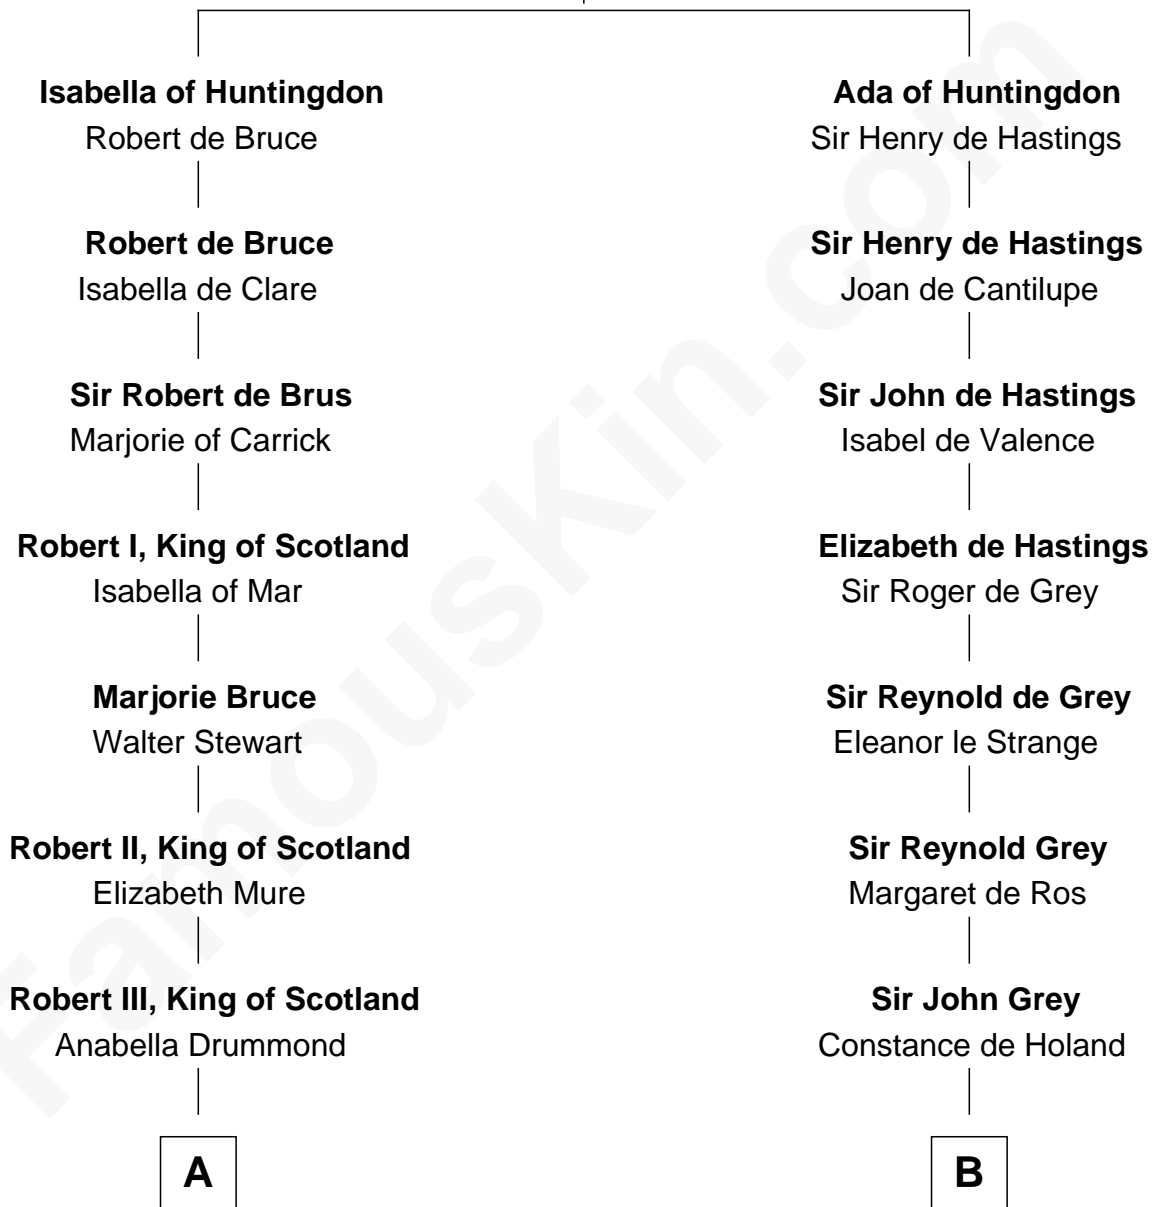 Isabella of Huntingdon
Robert de Bruce
Robert de Bruce
Isabella de Clare
Sir Robert de Brus
Marjorie of Carrick
Robert I, King of Scotland
Isabella of Mar
Marjorie Bruce
Walter Stewart
Robert II, King of Scotland
Elizabeth Mure
Robert III, King of Scotland
Anabella Drummond
A
Ada of Huntingdon
Sir Henry de Hastings
Sir Henry de Hastings
Joan de Cantilupe
Sir John de Hastings
Isabel de Valence
Elizabeth de Hastings
Sir Roger de Grey
Sir Reynold de Grey
Eleanor le Strange
Sir Reynold Grey
Margaret de Ros
Sir John Grey
Constance de Holand
B
FamousKin.com